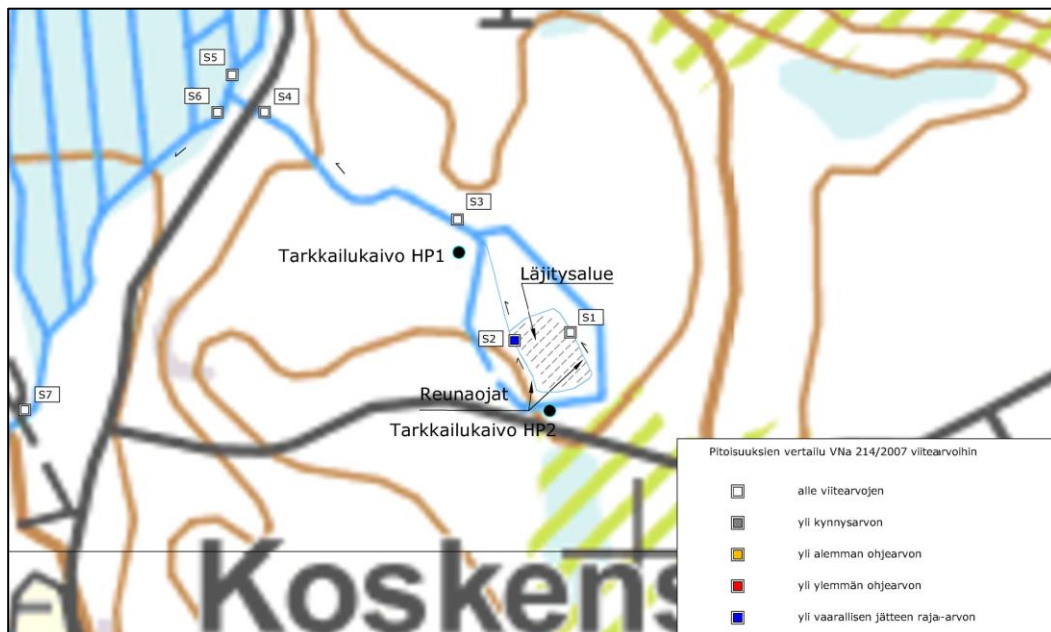 S5
S6
S4
S3
Tarkkailukaivo HP1
Läjitysalue
S1
S2
Reunaojat
S7
Tarkkailukaivo HP2
Pitoisuuksien vertailu VNa 214/2007 viitearvoihin
alle viitearvojen
yli kynnysarvon
yli alemman ohjearvon
yli ylemmän ohjearvon
yli vaarallisen jätteen raja-arvon
Koskens